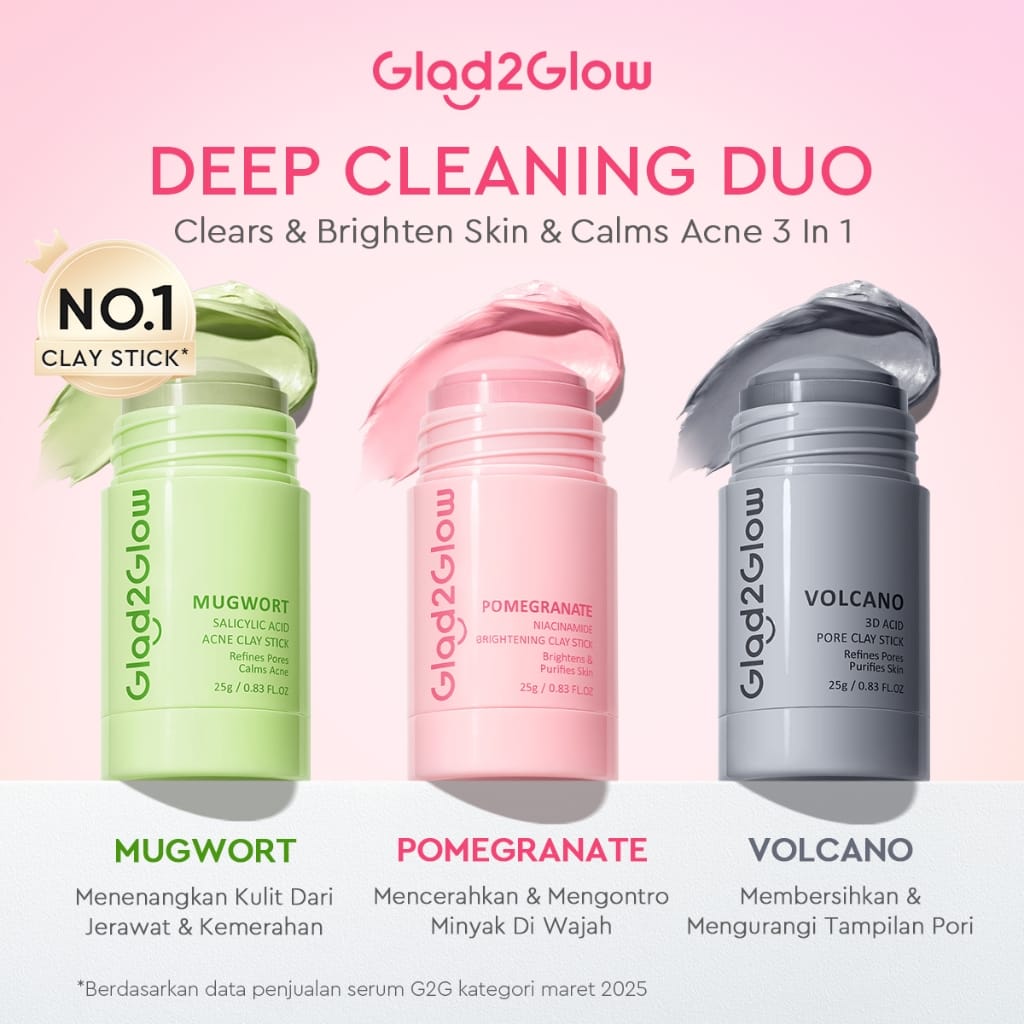 Glad2Glow
DEEP CLEANING DUO
Clears & Brighten Skin & Calms Acne 3 In 1
NO.1
CLAY STICK*
Glad2Glow
MUGWORT
SALICYLIC ACID
ACNE CLAY STICK
Refines Pores
Calms Acne
25g / 0.83 FL.OZ
Glad2Glow
POMEGRANATE
NIACINAMIDE
BRIGHTENING CLAY STICK
Brightens &
Purifies Skin
25g / 0.83 FL.OZ
Glad2Glow
VOLCANO
3D ACID
PORE CLAY STICK
Refines Pores
Purifies Skin
25g / 0.83 FL.OZ
MUGWORT
Menenangkan Kulit Dari
Jerawat & Kemerahan
POMEGRANATE
Mencerahkan & Mengontro
Minyak Di Wajah
VOLCANO
Membersihkan &
Mengurangi Tampilan Pori
*Berdasarkan data penjualan serum G2G kategori maret 2025